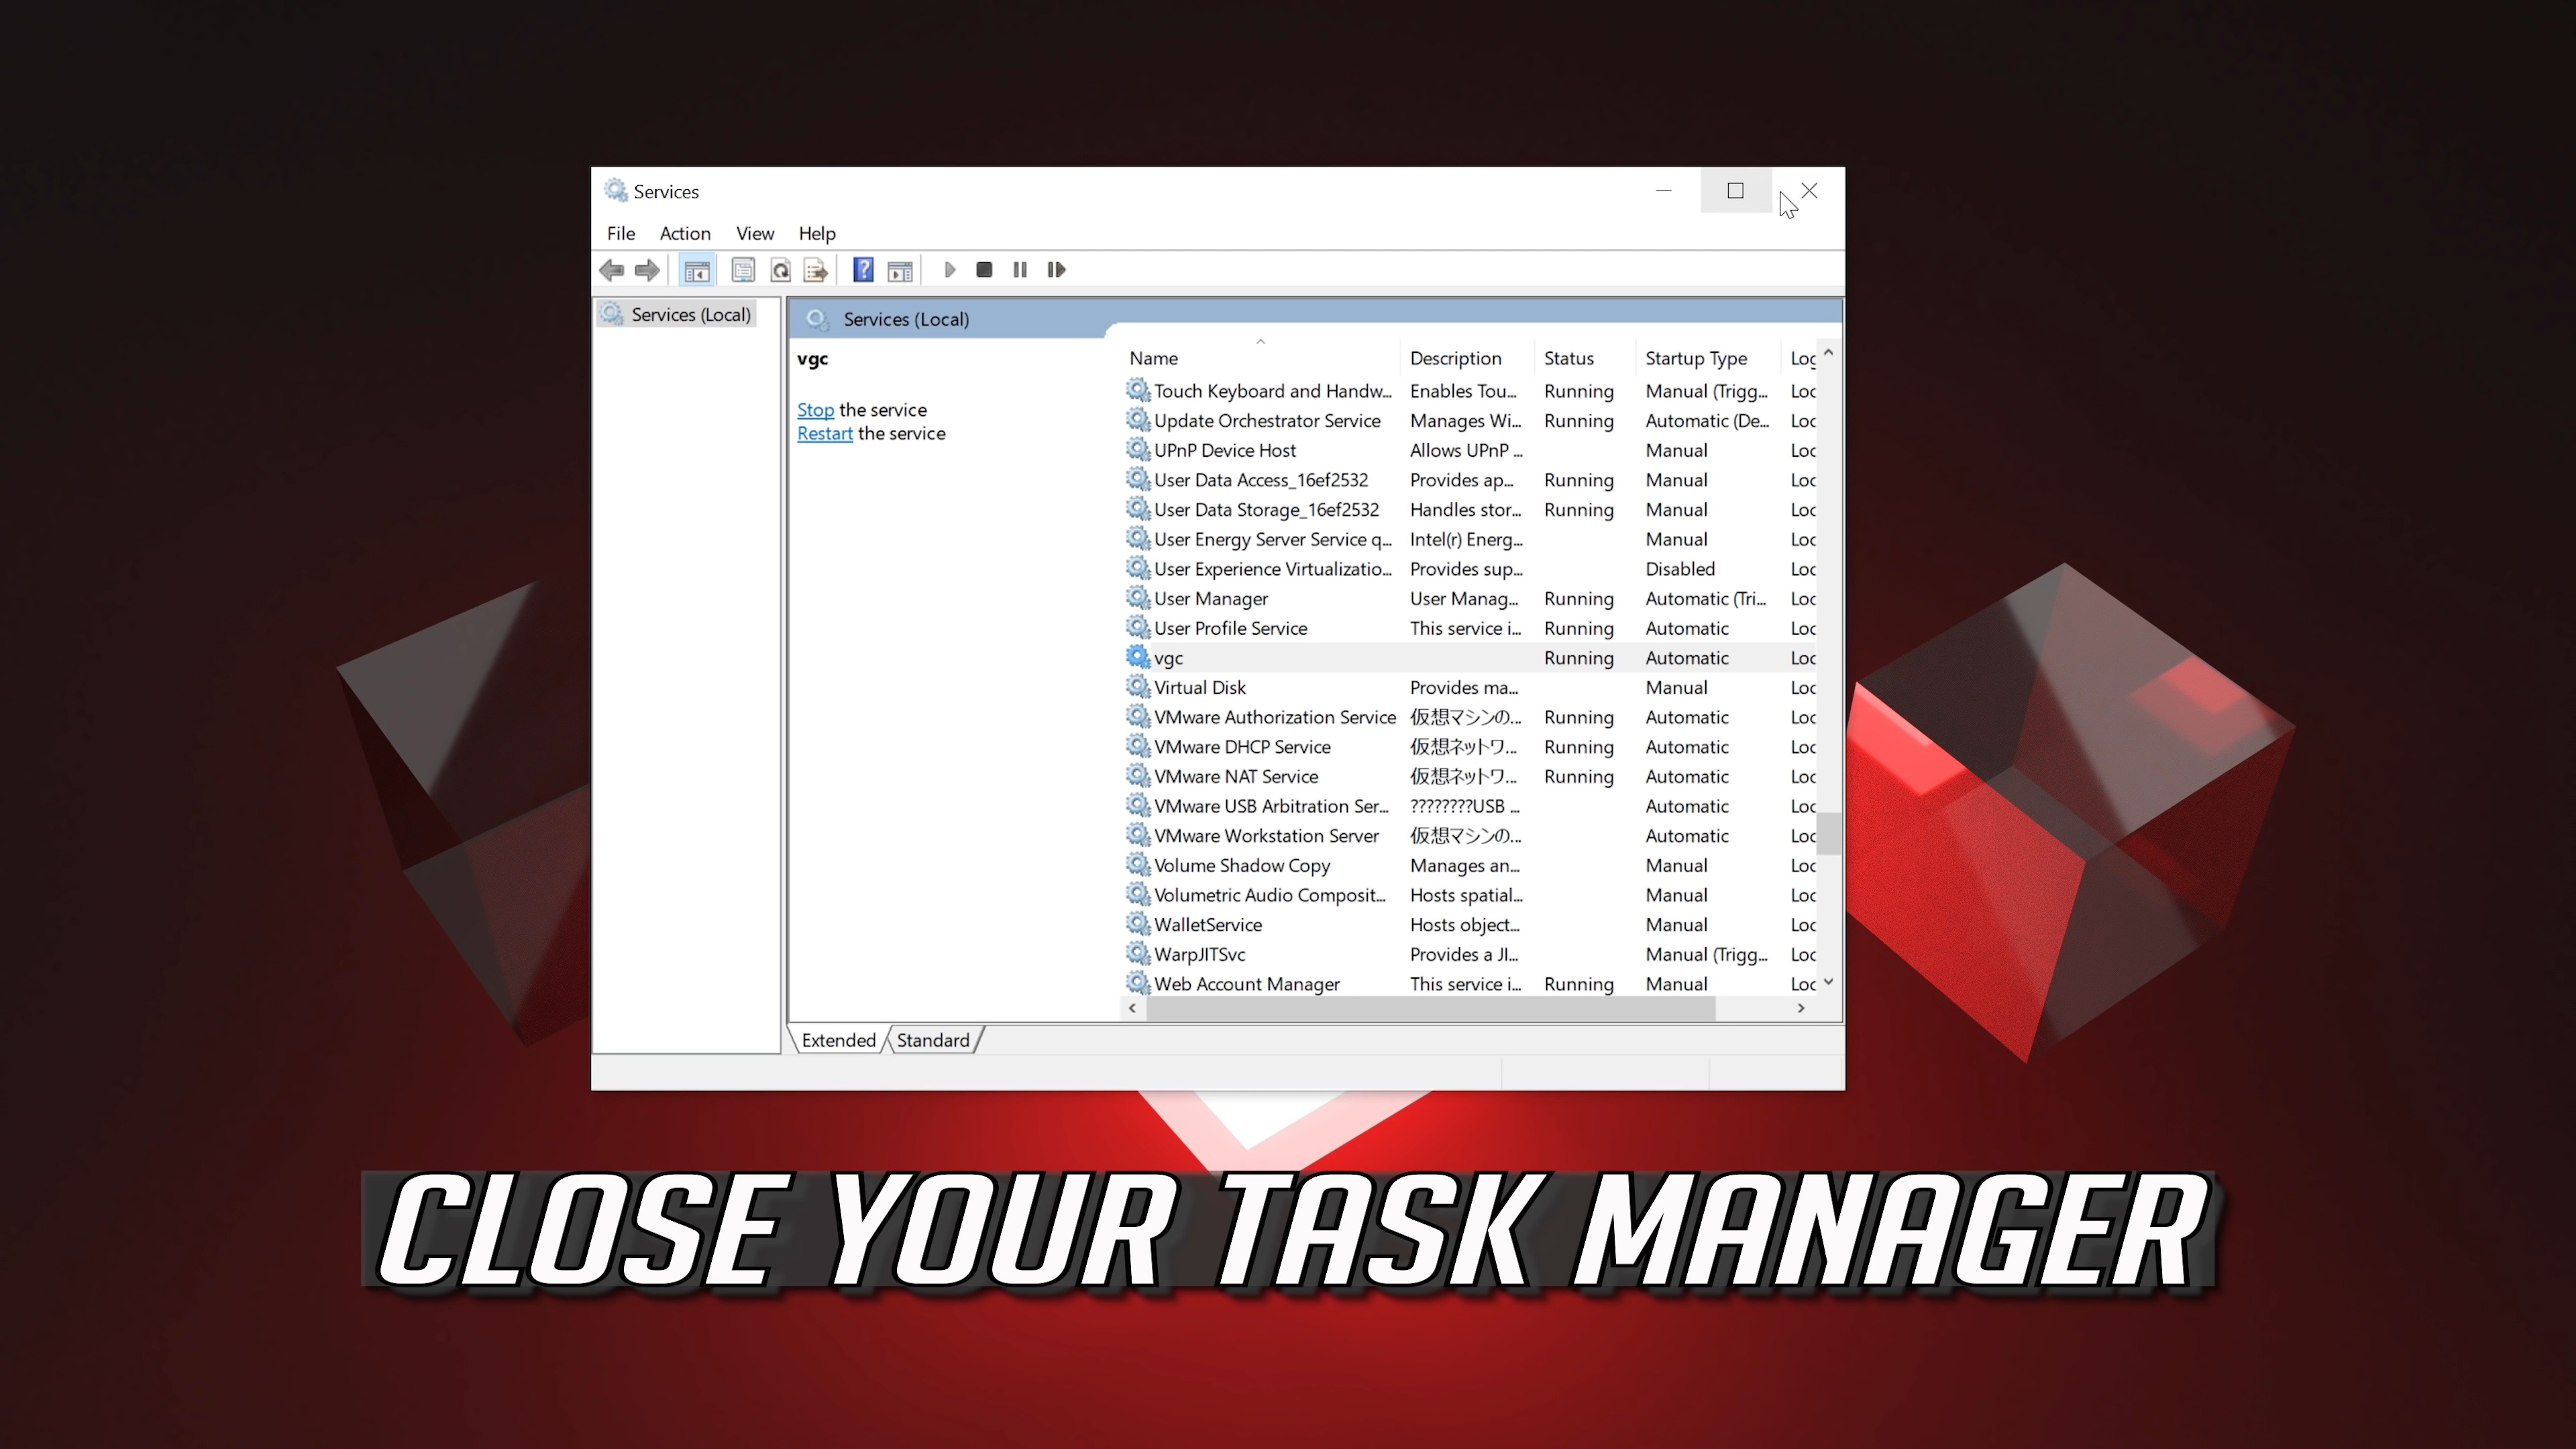 Services
File Action View Help
Services (Local)
Services (Local)
vgc
Stop the service
Restart the service
Name Description Status Startup Type Log
Touch Keyboard and Handw... Enables Tou... Running Manual (Trigg... Loc
Update Orchestrator Service Manages Wi... Running Automatic (De... Loc
UPnP Device Host Allows UPnP ... Manual Loc
User Data Access_16ef2532 Provides ap... Running Manual Loc
User Data Storage_16ef2532 Handles stor... Running Manual Loc
User Energy Server Service q... Intel(r) Energ... Manual Loc
User Experience Virtualizatio... Provides sup... Disabled Loc
User Manager User Manag... Running Automatic (Tri... Loc
User Profile Service This service i... Running Automatic Loc
vgc Running Automatic Loc
Virtual Disk Provides ma... Manual Loc
VMware Authorization Service 仮想マシンの... Running Automatic Loc
VMware DHCP Service 仮想ネットワ... Running Automatic Loc
VMware NAT Service 仮想ネットワ... Running Automatic Loc
VMware USB Arbitration Ser... ????????USB ... Automatic Loc
VMware Workstation Server 仮想マシンの... Automatic Loc
Volume Shadow Copy Manages an... Manual Loc
Volumetric Audio Composit... Hosts spatial... Manual Loc
WalletService Hosts object... Manual Loc
WarpJITSvc Provides a JI... Manual (Trigg... Loc
Web Account Manager This service i... Running Manual Loc
Extended Standard
CLOSE YOUR TASK MANAGER